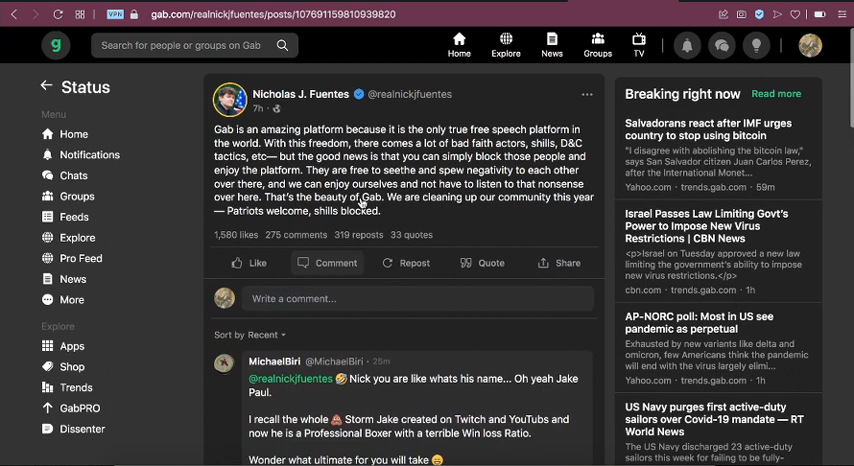 VPN gab.com/realnickjfuentes/posts/107691159810939820
g Search for people or groups on Gab Home Explore News Groups TV
Status
Menu
Home
Notifications
Chats
Groups
Feeds
Explore
Pro Feed
News
More
Explore
Apps
Shop
Trends
GabPRO
Dissenter
Nicholas J. Fuentes @realnickjfuentes
7h ·
Gab is an amazing platform because it is the only true free speech platform in
the world. With this freedom, there comes a lot of bad faith actors, shills, D&C
tactics, etc— but the good news is that you can simply block those people and
enjoy the platform. They are free to seethe and spew negativity to each other
over there, and we can enjoy ourselves and not have to listen to that nonsense
over here. That's the beauty of Gab. We are cleaning up our community this year
— Patriots welcome, shills blocked.
1,580 likes 275 comments 319 reposts 33 quotes
Like Comment Repost Quote Share
Write a comment...
Sort by Recent
MichaelBiri @MichaelBiri · 25m
@realnickjfuentes 🤣 Nick you are like whats his name... Oh yeah Jake
Paul.
I recall the whole 💩 Storm Jake created on Twitch and YouTubs and
now he is a Professional Boxer with a terrible Win loss Ratio.
Wonder what ultimate for you will take 😄
Breaking right now Read more
Salvadorans react after IMF urges
country to stop using bitcoin
"I disagree with abolishing the bitcoin law,"
says San Salvador citizen Juan Carlos Perez,
after the International Monet...
Yahoo.com · trends.gab.com · 59m
Israel Passes Law Limiting Govt's
Power to Impose New Virus
Restrictions | CBN News
<p>Israel on Tuesday approved a new law
limiting the government's ability to impose
new virus restrictions.</p>
cbn.com · trends.gab.com · 1h
AP-NORC poll: Most in US see
pandemic as perpetual
Exhausted by new variants like delta and
omicron, few Americans think the pandemic
will end with the virus largely elimi...
Yahoo.com · trends.gab.com · 1h
US Navy purges first active-duty
sailors over Covid-19 mandate — RT
World News
The US Navy discharged 23 active-duty
sailors this week for failing to be fully-